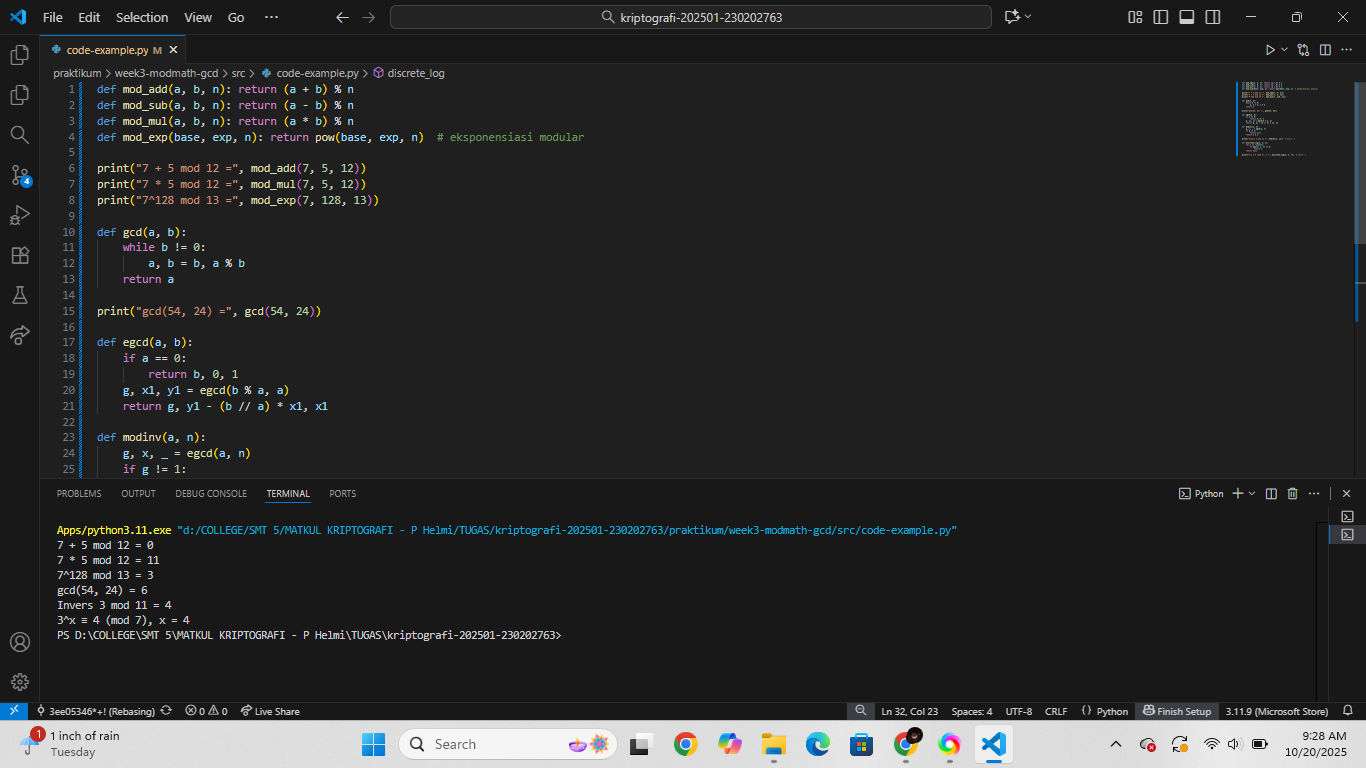 File Edit Selection View Go ···
kriptografi-202501-230202763
code-example.py M
praktikum > week3-modmath-gcd > src > code-example.py > discrete_log
1 def mod_add(a, b, n): return (a + b) % n
2 def mod_sub(a, b, n): return (a - b) % n
3 def mod_mul(a, b, n): return (a * b) % n
4 def mod_exp(base, exp, n): return pow(base, exp, n)  # eksponensiasi modular
5
6 print("7 + 5 mod 12 =", mod_add(7, 5, 12))
7 print("7 * 5 mod 12 =", mod_mul(7, 5, 12))
8 print("7^128 mod 13 =", mod_exp(7, 128, 13))
9
10 def gcd(a, b):
11     while b != 0:
12         a, b = b, a % b
13     return a
14
15 print("gcd(54, 24) =", gcd(54, 24))
16
17 def egcd(a, b):
18     if a == 0:
19         return b, 0, 1
20     g, x1, y1 = egcd(b % a, a)
21     return g, y1 - (b // a) * x1, x1
22
23 def modinv(a, n):
24     g, x, _ = egcd(a, n)
25     if g != 1:
4
PROBLEMS OUTPUT DEBUG CONSOLE TERMINAL PORTS
Python
Apps/python3.11.exe "d:/COLLEGE/SMT 5/MATKUL KRIPTOGRAFI - P Helmi/TUGAS/kriptografi-202501-230202763/praktikum/week3-modmath-gcd/src/code-example.py"
7 + 5 mod 12 = 0
7 * 5 mod 12 = 11
7^128 mod 13 = 3
gcd(54, 24) = 6
Invers 3 mod 11 = 4
3^x ≡ 4 (mod 7), x = 4
PS D:\COLLEGE\SMT 5\MATKUL KRIPTOGRAFI - P Helmi\TUGAS\kriptografi-202501-230202763>
3ee05346*+! (Rebasing) 0 0 Live Share Ln 32, Col 23 Spaces: 4 UTF-8 CRLF {} Python Finish Setup 3.11.9 (Microsoft Store)
1
1 inch of rain
Tuesday
Search
9:28 AM
10/20/2025